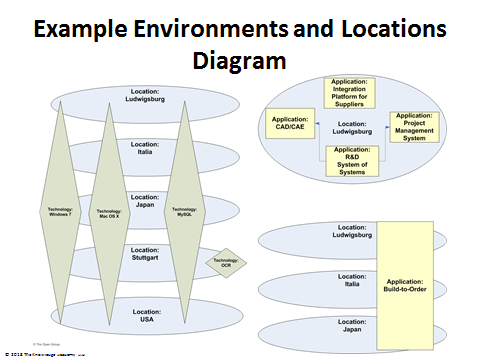 Example Environments and Locations
Diagram
Location:
Ludwigsburg
Location:
Italia
Location:
Japan
Location:
Stuttgart
Location:
USA
Technology:
Windows 7
Technology:
Mac OS X
Technology:
MySQL
Technology:
OCR
Application:
Integration
Platform for
Suppliers
Application:
CAD/CAE
Location:
Ludwigsburg
Application:
Project
Management
System
Application:
R&D
System of
Systems
Location:
Ludwigsburg
Location:
Italia
Location:
Japan
Application:
Build-to-Order
© The Open Group